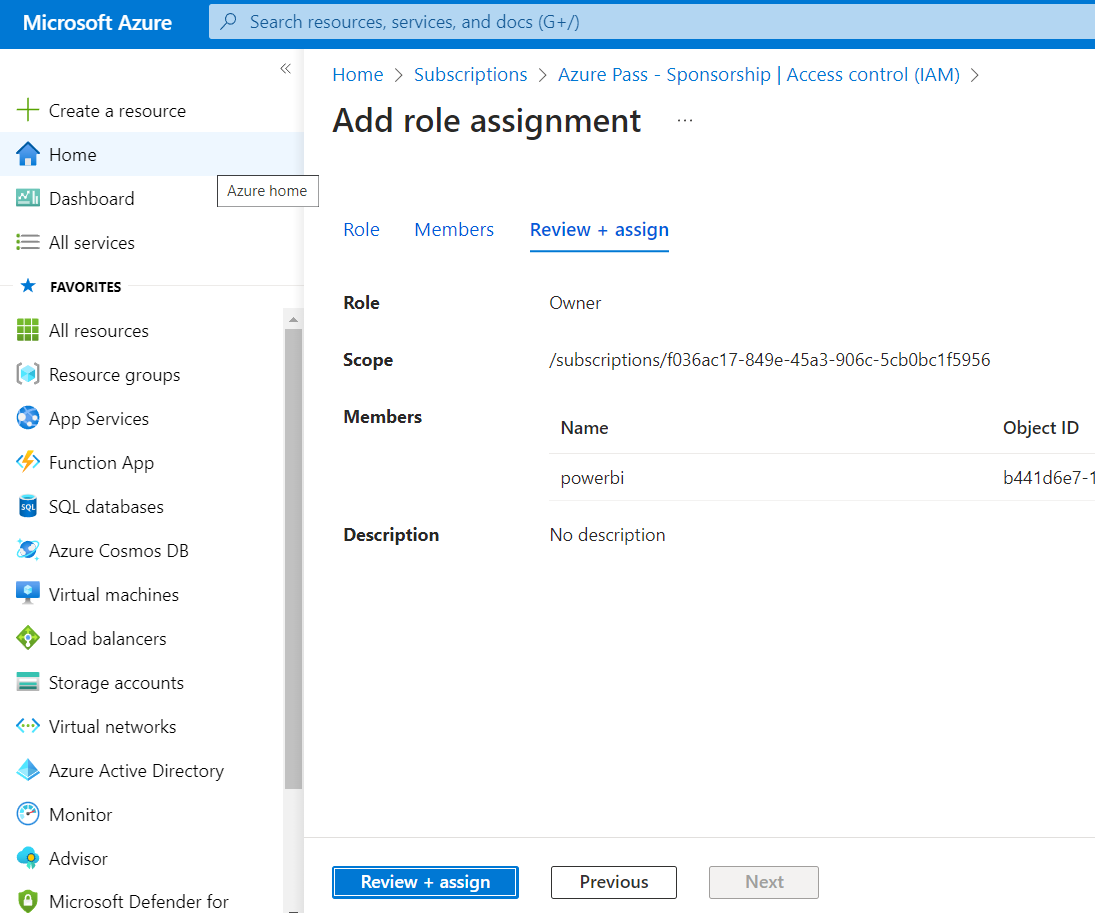 Microsoft Azure
Search resources, services, and docs (G+/)
«
Create a resource
Home
Dashboard
Azure home
All services
FAVORITES
All resources
Resource groups
App Services
Function App
SQL databases
Azure Cosmos DB
Virtual machines
Load balancers
Storage accounts
Virtual networks
Azure Active Directory
Monitor
Advisor
Microsoft Defender for
Home > Subscriptions > Azure Pass - Sponsorship | Access control (IAM) >
Add role assignment ...
Role Members Review + assign
Role Owner
Scope /subscriptions/f036ac17-849e-45a3-906c-5cb0bc1f5956
Members
Name Object ID
powerbi b441d6e7-1
Description No description
Review + assign Previous Next